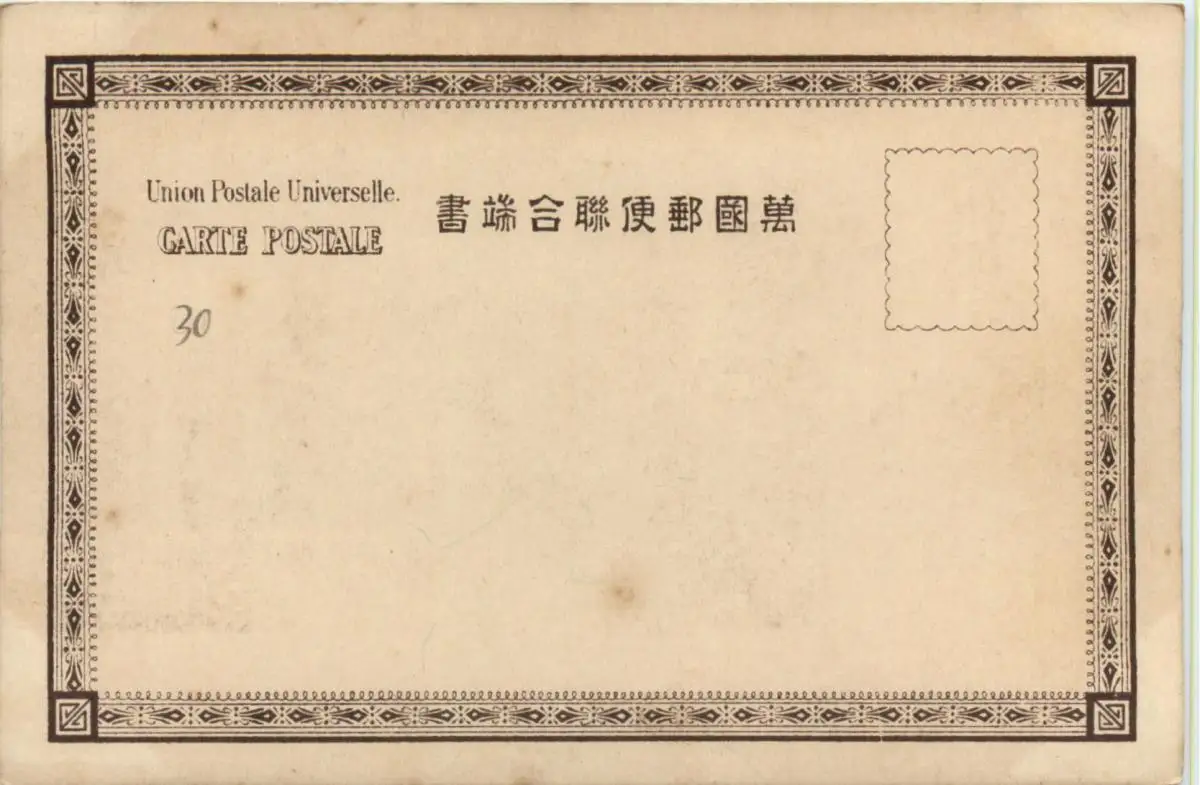 Union Postale Universelle.
CARTE POSTALE
萬國郵便聯合端書
30